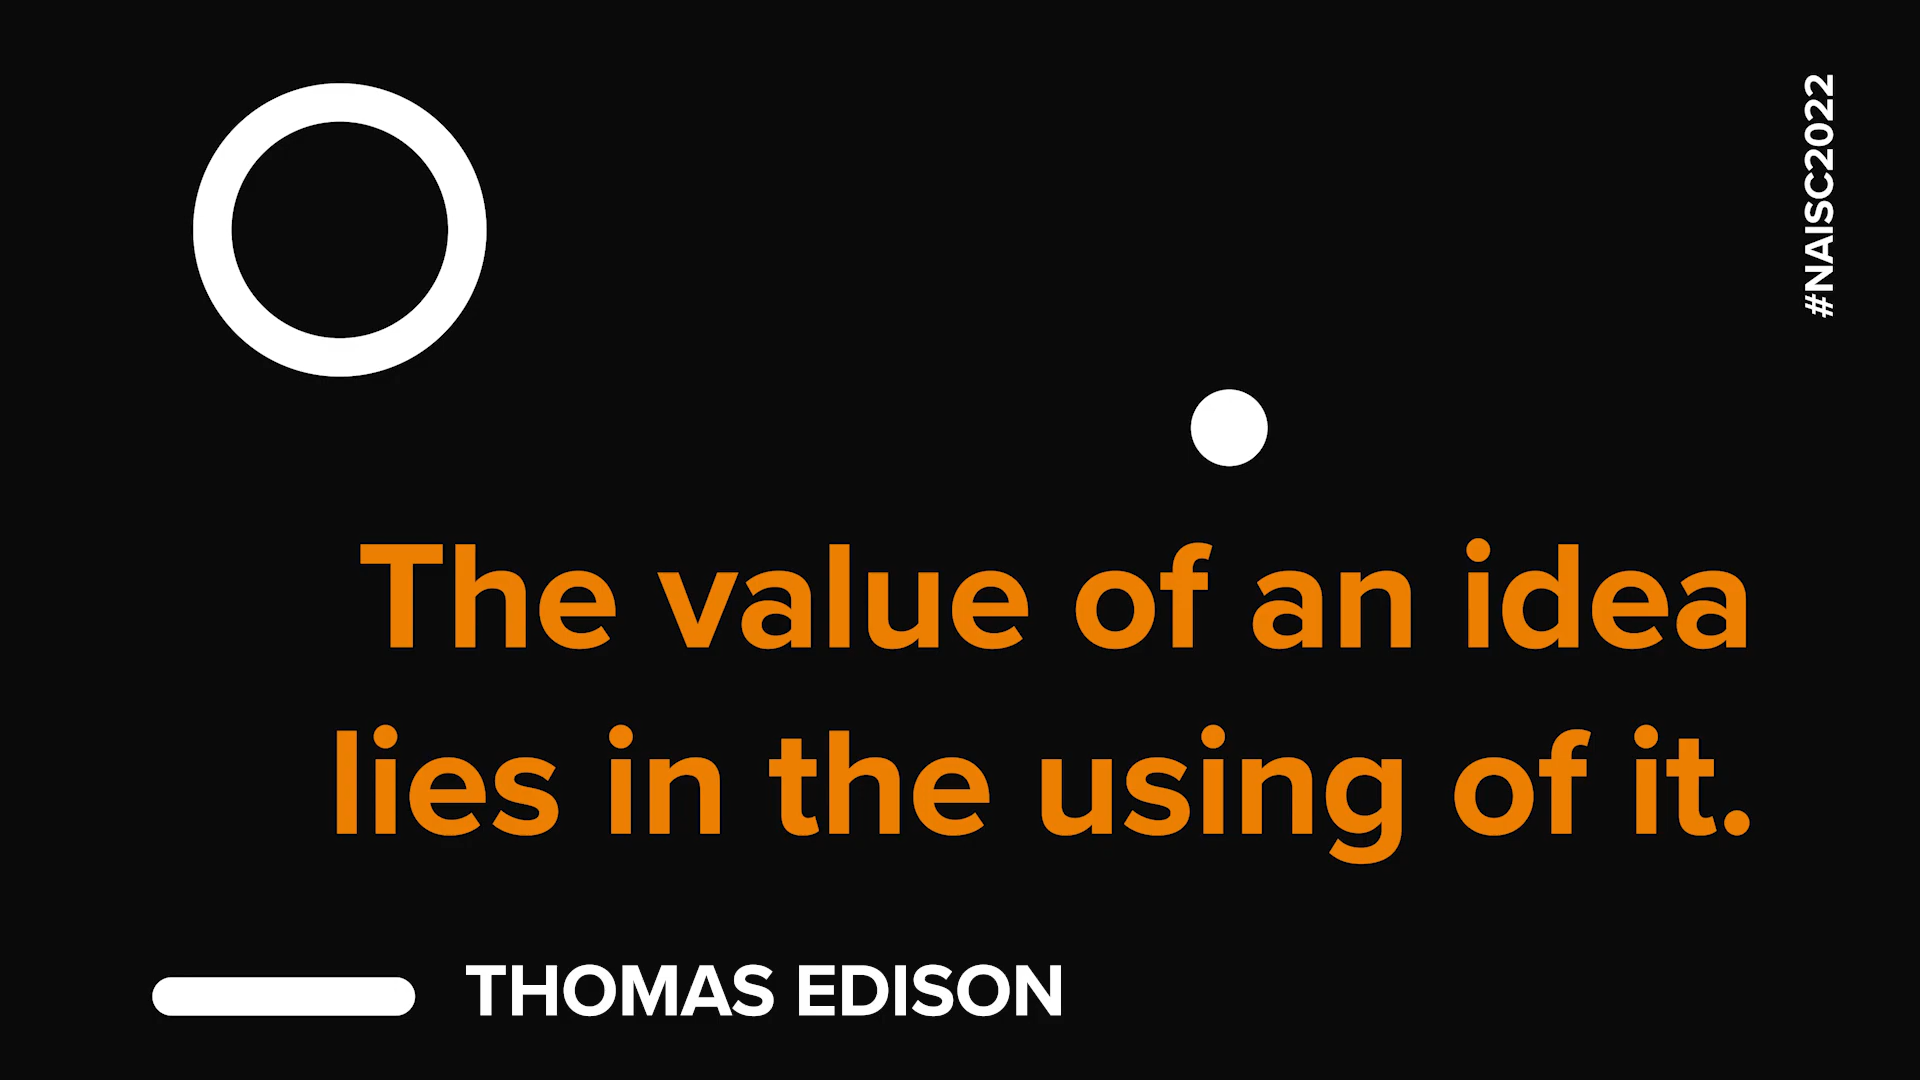 #NAISC2022
The value of an idea
lies in the using of it.
THOMAS EDISON